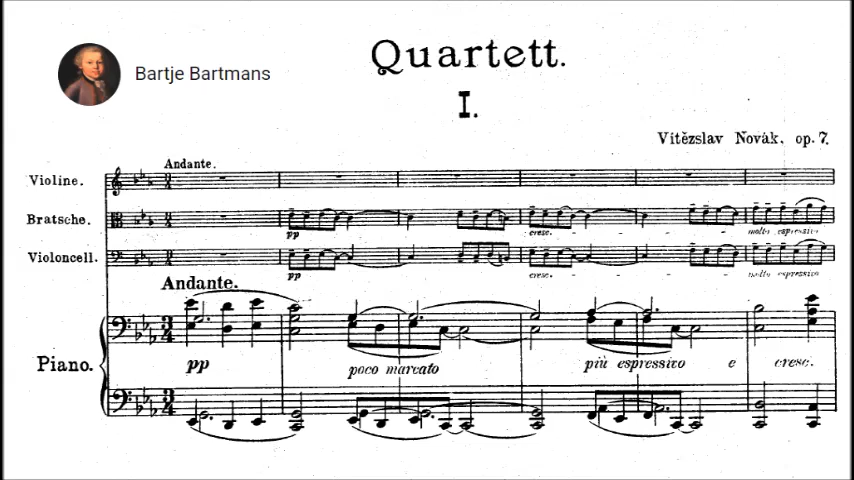 Bartje Bartmans
Quartett.
I.
Vítězslav Novák. op. 7.
Andante.
Violine.
Bratsche.
pp cresc. molto espressivo
Violoncell.
pp cresc. molto espressivo
Andante.
Piano.
pp poco marcato più espressivo e cresc.